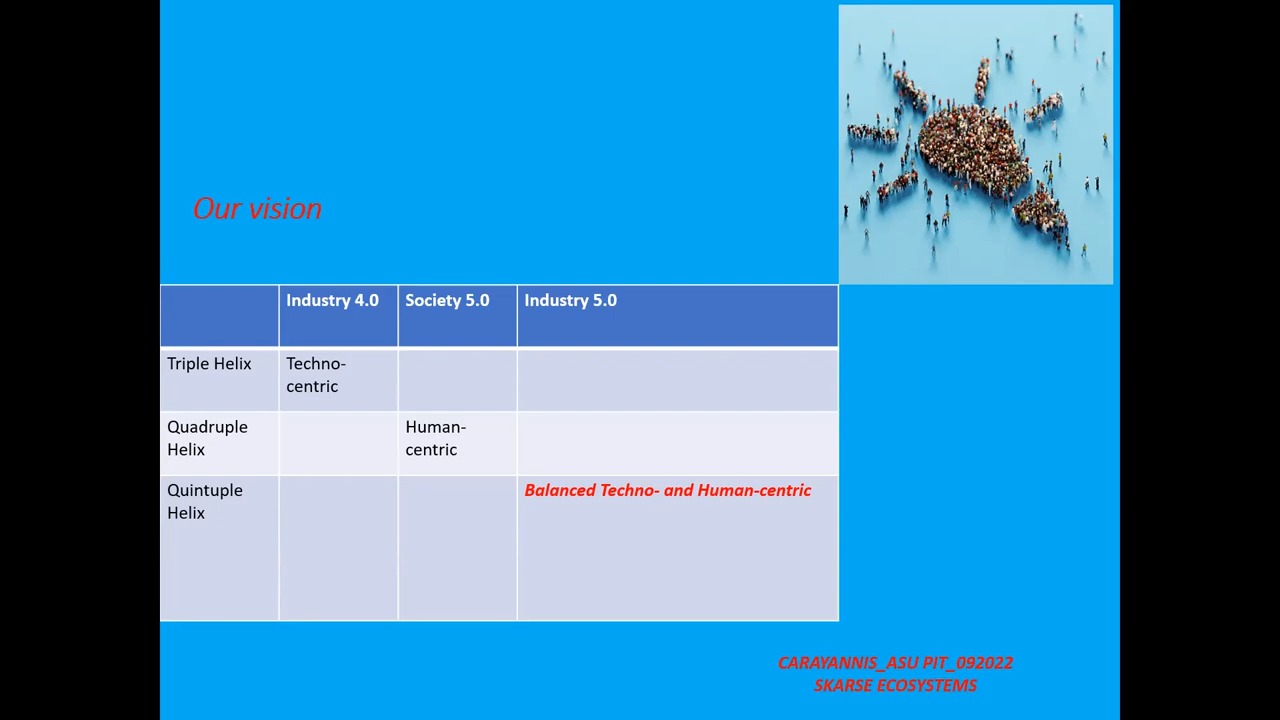 Our vision
Industry 4.0 Society 5.0 Industry 5.0
Triple Helix Techno-
centric
Quadruple Human-
Helix centric
Quintuple Balanced Techno- and Human-centric
Helix
CARAYANNIS_ASU PIT_092022
SKARSE ECOSYSTEMS